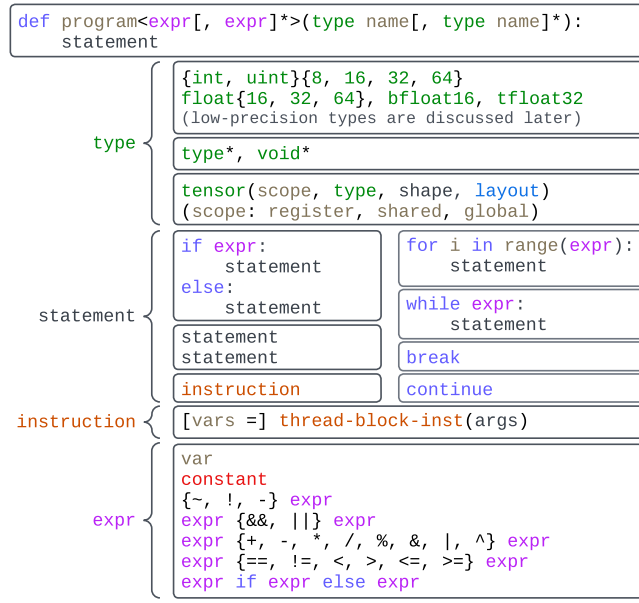 def program<expr[, expr]*>(type name[, type name]*):
    statement
type
{int, uint}{8, 16, 32, 64}
float{16, 32, 64}, bfloat16, tfloat32
(low-precision types are discussed later)
type*, void*
tensor(scope, type, shape, layout)
(scope: register, shared, global)
statement
if expr:
    statement
else:
    statement
statement
statement
instruction
for i in range(expr):
    statement
while expr:
    statement
break
continue
instruction
[vars =] thread-block-inst(args)
expr
var
constant
{~, !, -} expr
expr {&&, ||} expr
expr {+, -, *, /, %, &, |, ^} expr
expr {==, !=, <, >, <=, >=} expr
expr if expr else expr